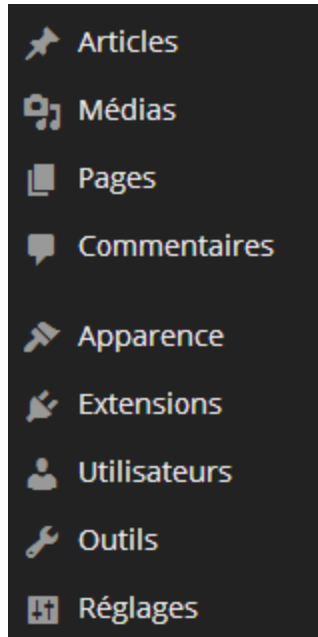 Articles
Médias
Pages
Commentaires
Apparence
Extensions
Utilisateurs
Outils
Réglages